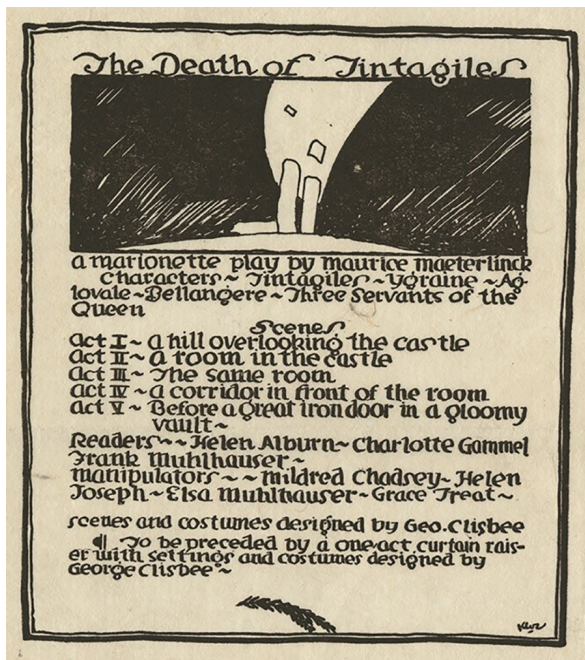 The Death of Tintagiles
a marionette play by maurice maeterlinck
characters~ Tintagiles~ Ygraine~ Ag-
lovale~Bellangere~Three Servants of the
Queen
Scenes
act I~ a hill overlooking the castle
act II~ a room in the castle
act III~ The same room
act IV~ a corridor in front of the room
act V~ Before a great iron door in a gloomy
vault~
Readers~~Helen Alburn~ Charlotte Gammel
Frank Muhlhauser~
manipulators~~mildred Chadsey~Helen
Joseph~Elsa Muhlhauser~Grace Treat~
scenes and costumes designed by Geo.Clisbee
¶ To be preceded by a one-act curtain rais-
er with settings and costumes designed by
George Clisbee~